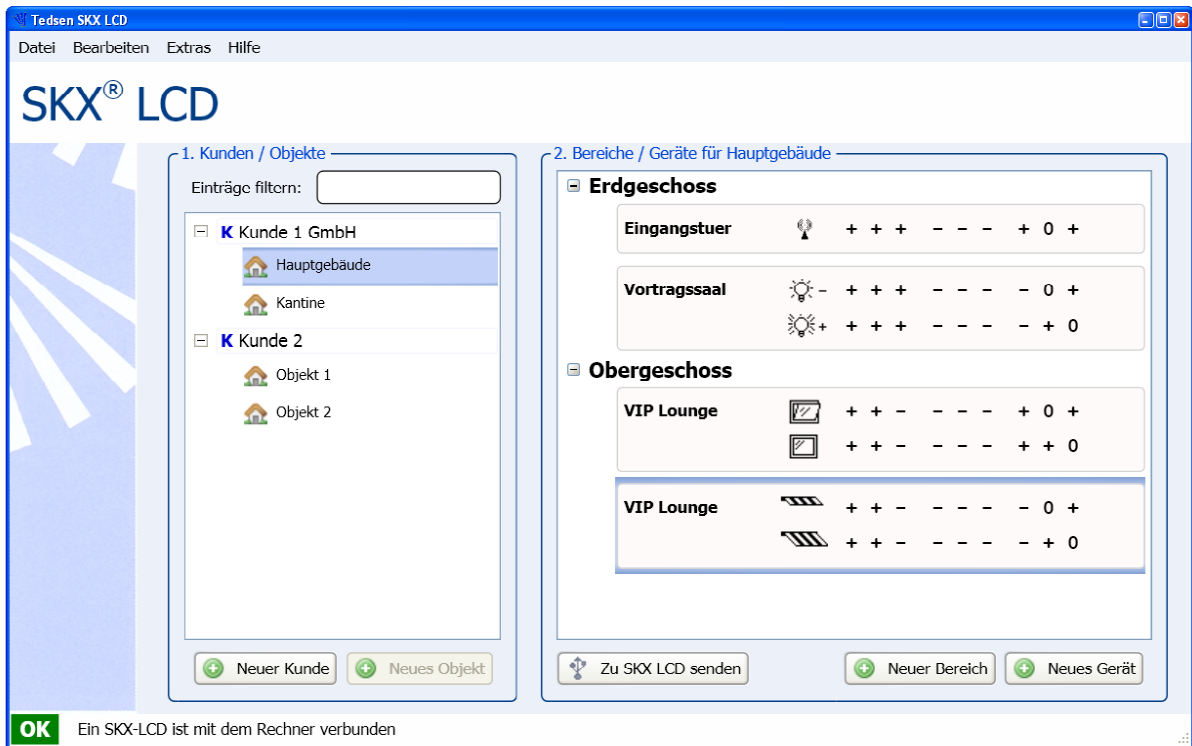 Tedsen SKX LCD
Datei Bearbeiten Extras Hilfe
SKX® LCD
1. Kunden / Objekte
Einträge filtern:
K Kunde 1 GmbH
Hauptgebäude
Kantine
K Kunde 2
Objekt 1
Objekt 2
Neuer Kunde
Neues Objekt
2. Bereiche / Geräte für Hauptgebäude
Erdgeschoss
Eingangstuer + + + - - - + 0 +
Vortragssaal - + + + - - - - 0 +
+ + + + - - - - + 0
Obergeschoss
VIP Lounge + + - - - - + 0 +
+ + - - - - + + 0
VIP Lounge + + - - - - - 0 +
+ + - - - - - + 0
Zu SKX LCD senden
Neuer Bereich
Neues Gerät
OK Ein SKX-LCD ist mit dem Rechner verbunden